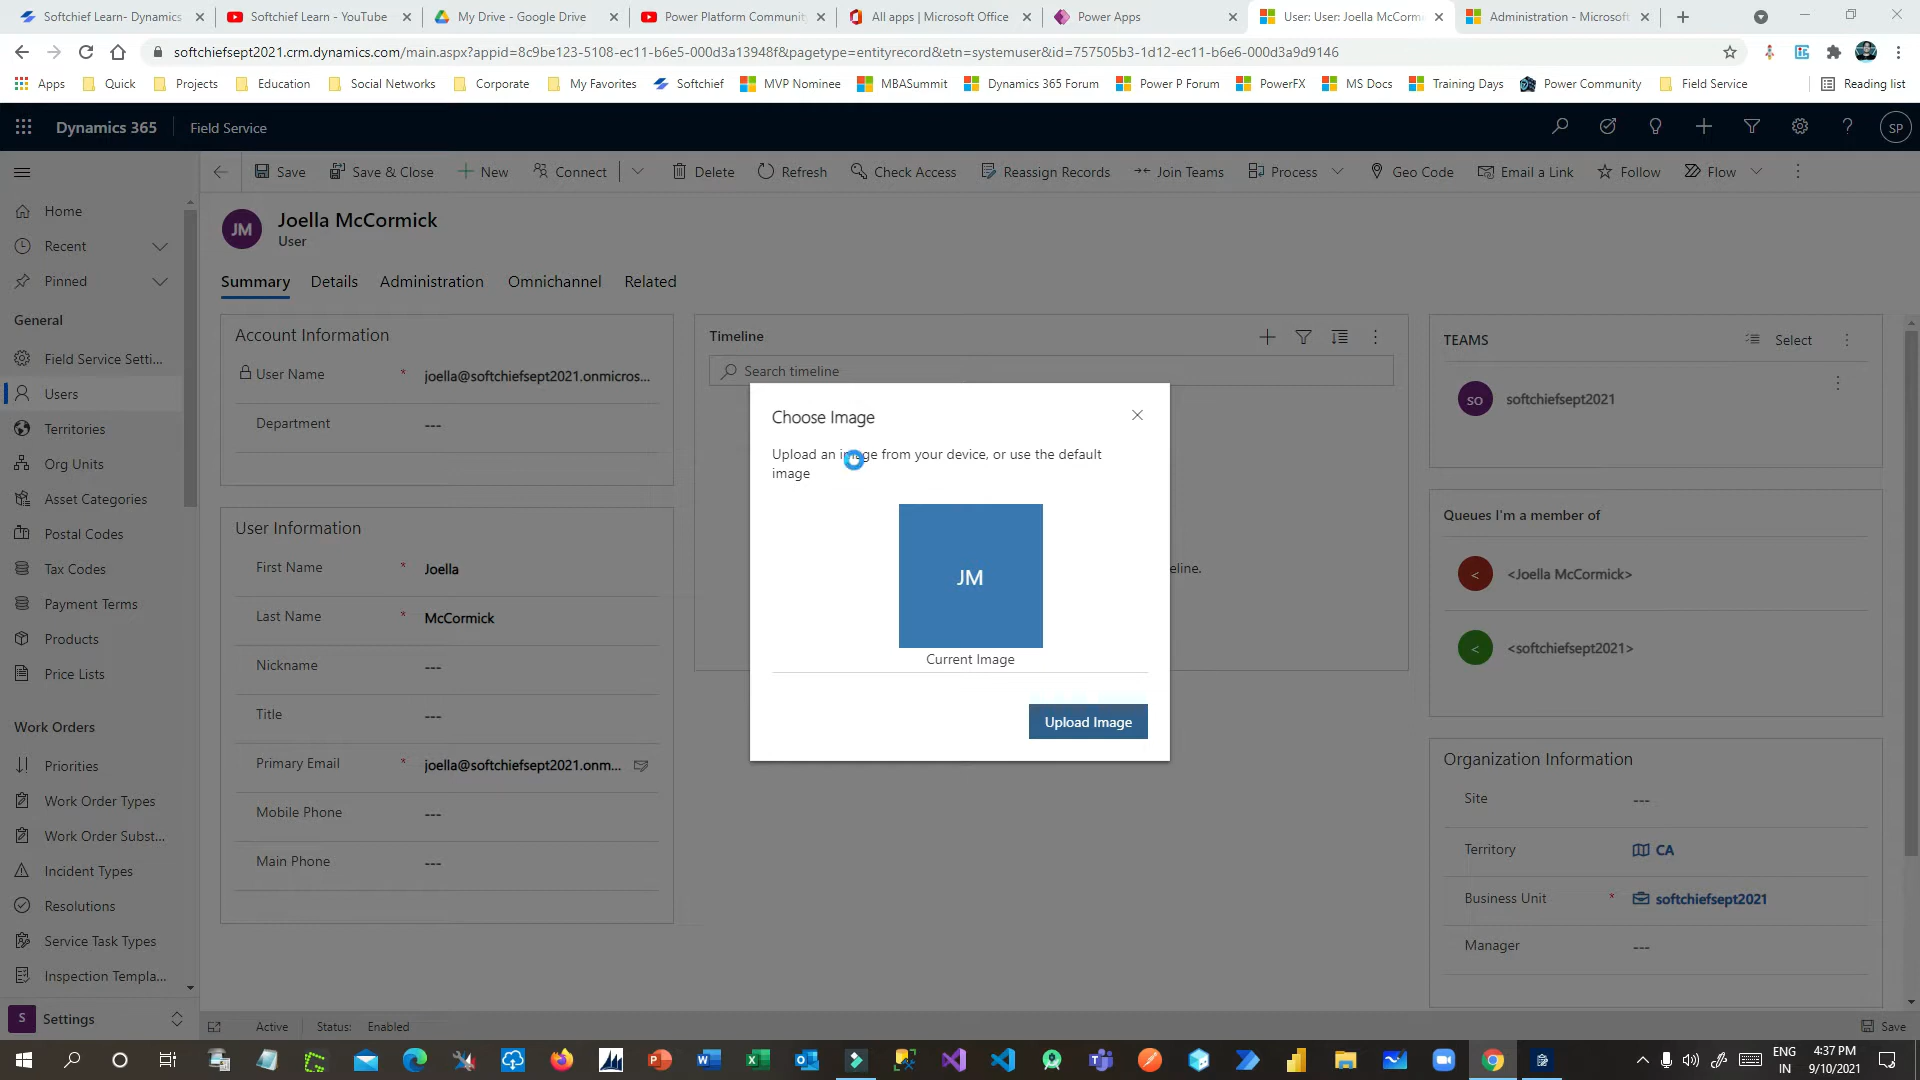 Softchief Learn- Dynamics
Softchief Learn - YouTube
My Drive - Google Drive
Power Platform Communit
All apps | Microsoft Office
Power Apps
User: User: Joella McCormi
Administration - Microsoft
softchiefsept2021.crm.dynamics.com/main.aspx?appid=8c9be123-5108-ec11-b6e5-000d3a13948f&pagetype=entityrecord&etn=systemuser&id=757505b3-1d12-ec11-b6e6-000d3a9d9146
Apps
Quick
Projects
Education
Social Networks
Corporate
My Favorites
Softchief
MVP Nominee
MBASummit
Dynamics 365 Forum
Power P Forum
PowerFX
MS Docs
Training Days
Power Community
Field Service
Reading list
Dynamics 365
Field Service
SP
Save
Save & Close
New
Connect
Delete
Refresh
Check Access
Reassign Records
Join Teams
Process
Geo Code
Email a Link
Follow
Flow
Home
Recent
Pinned
General
Field Service Setti...
Users
Territories
Org Units
Asset Categories
Postal Codes
Tax Codes
Payment Terms
Products
Price Lists
Work Orders
Priorities
Work Order Types
Work Order Subst...
Incident Types
Resolutions
Service Task Types
Inspection Templa...
S
Settings
JM
Joella McCormick
User
Summary
Details
Administration
Omnichannel
Related
Account Information
User Name
*
joella@softchiefsept2021.onmicros...
Department
---
User Information
First Name
*
Joella
Last Name
*
McCormick
Nickname
---
Title
---
Primary Email
*
joella@softchiefsept2021.onm...
Mobile Phone
---
Main Phone
---
Timeline
Search timeline
eline.
Choose Image
Upload an image from your device, or use the default
image
JM
Current Image
Upload Image
TEAMS
Select
SO
softchiefsept2021
Queues I'm a member of
<
<Joella McCormick>
<
<softchiefsept2021>
Organization Information
Site
---
Territory
CA
Business Unit
*
softchiefsept2021
Manager
---
Active
Status:
Enabled
Save
ENG
IN
4:37 PM
9/10/2021